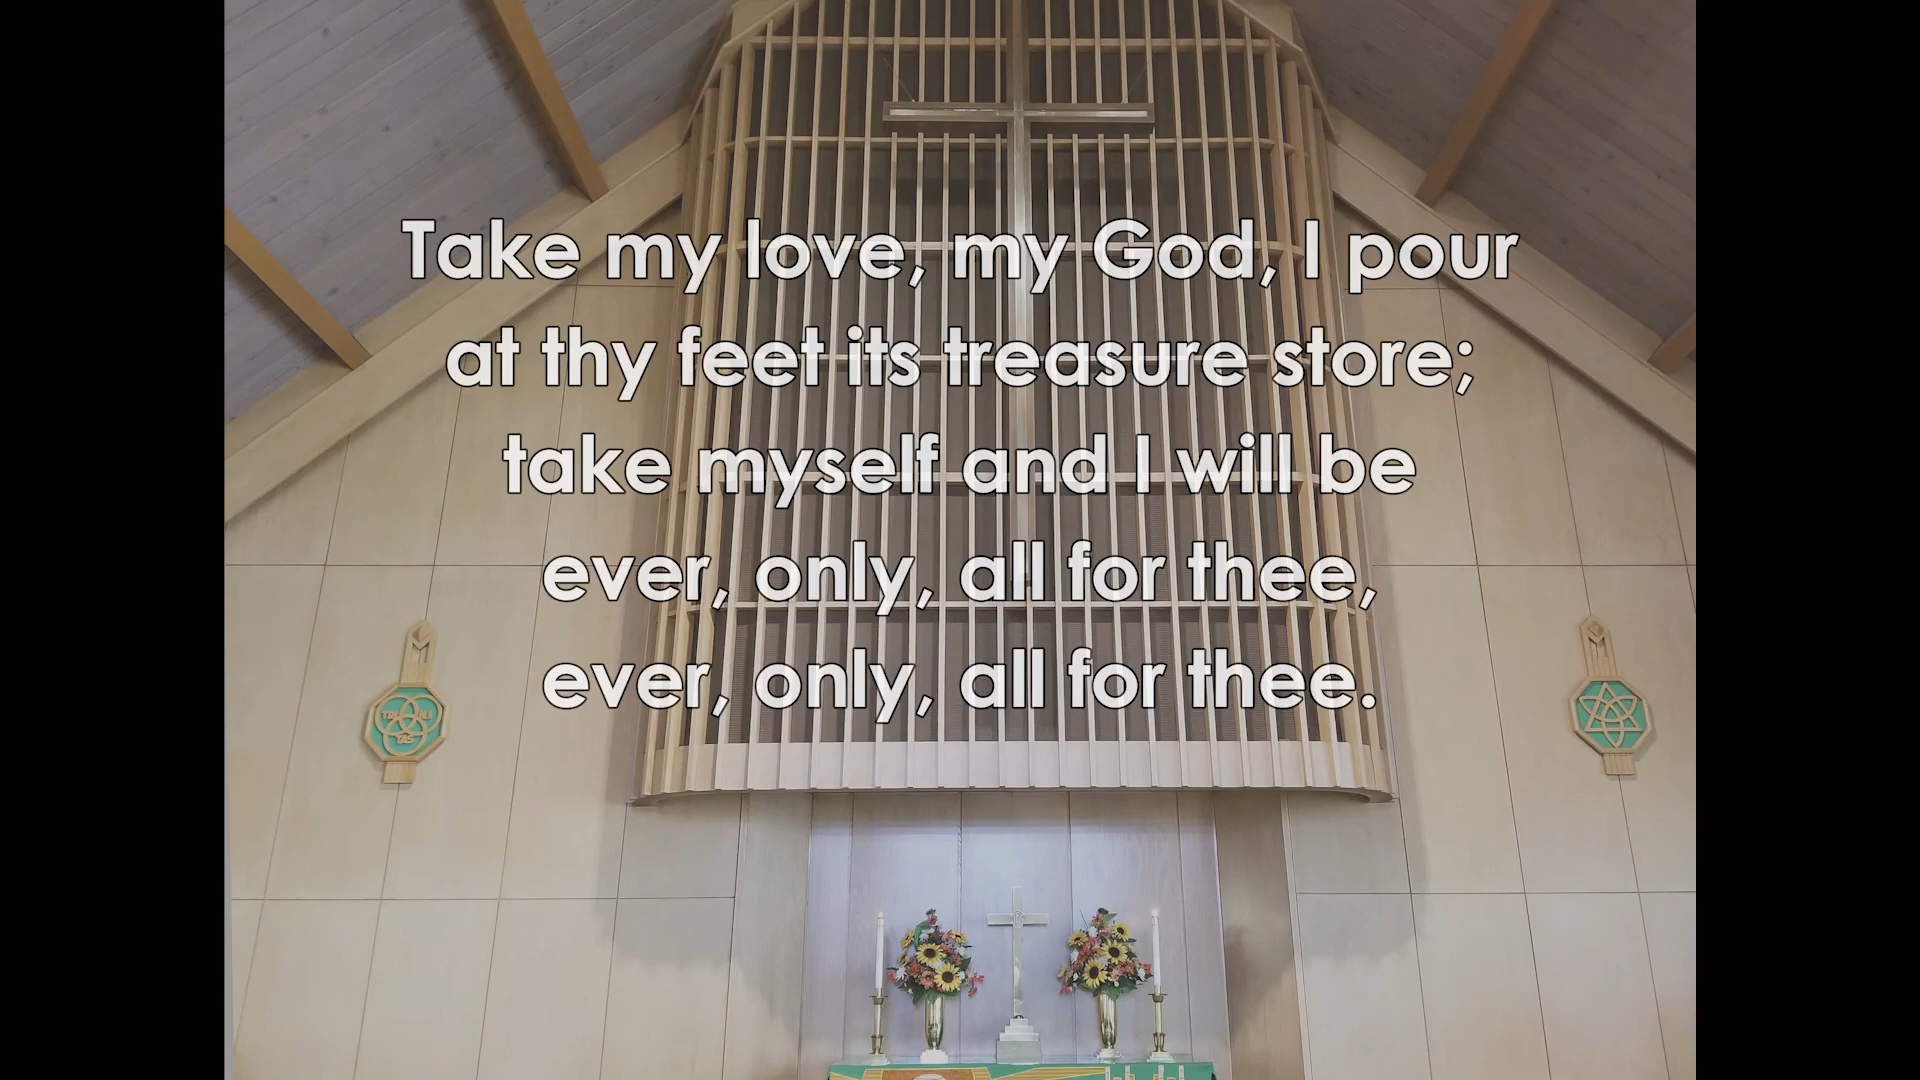 Take my love, my God, I pour
at thy feet its treasure store;
take myself and I will be
ever, only, all for thee,
ever, only, all for thee.